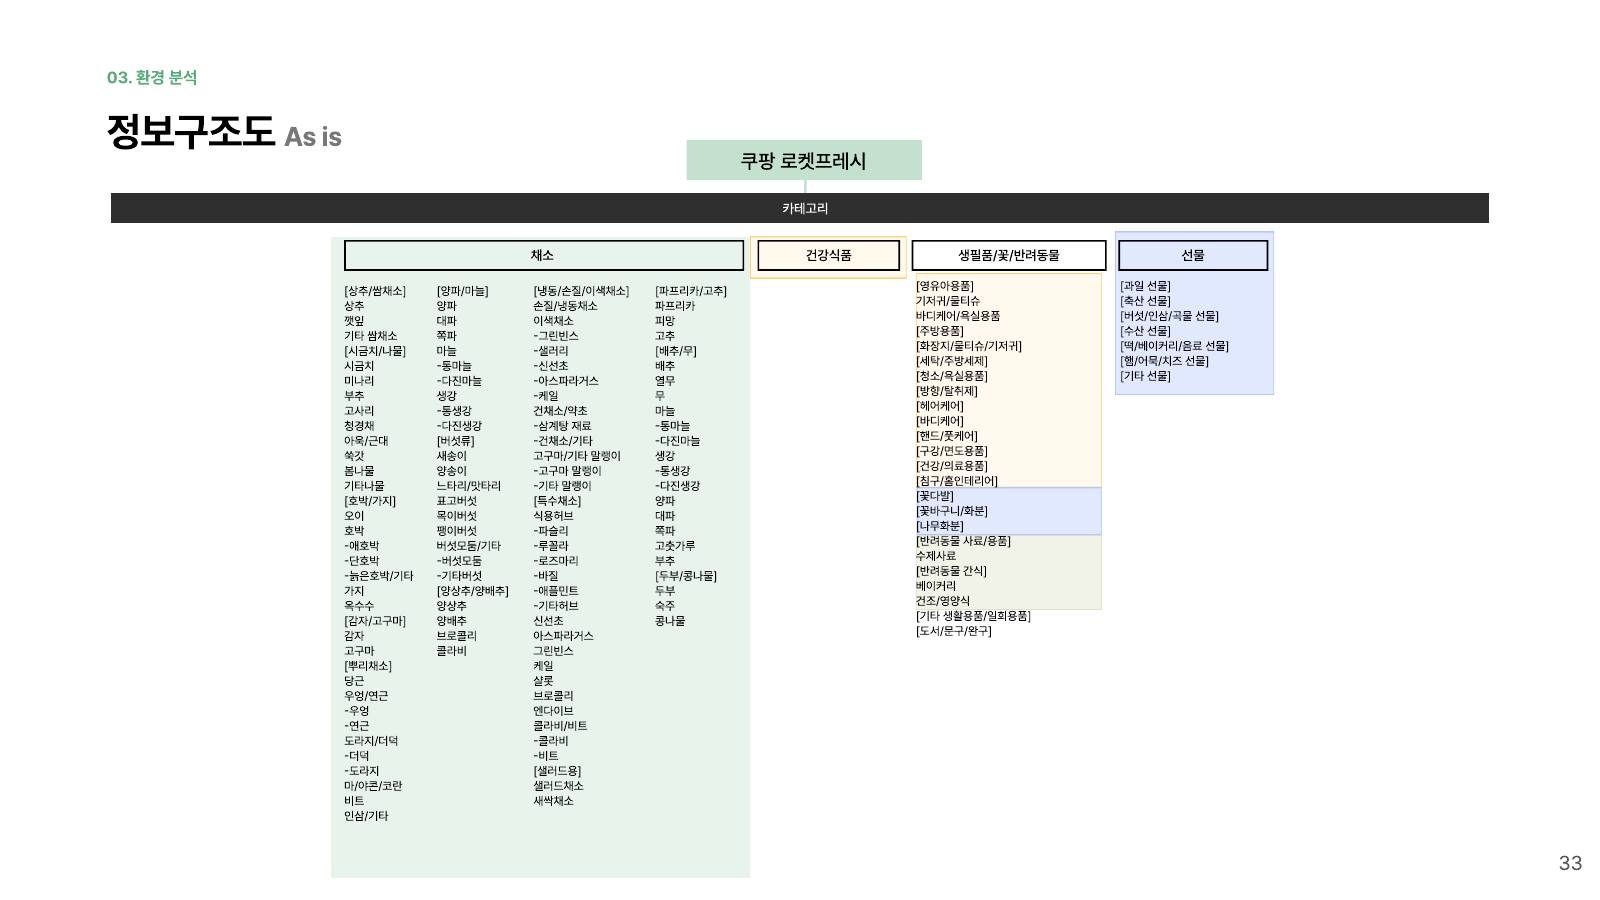 03. 환경 분석
정보구조도 As is
쿠팡 로켓프레시
카테고리
채소
[상추/쌈채소]
상추
깻잎
기타 쌈채소
[시금치/나물]
시금치
미나리
부추
고사리
청경채
아욱/근대
쑥갓
봄나물
기타나물
[호박/가지]
오이
호박
-애호박
-단호박
-늙은호박/기타
가지
옥수수
[감자/고구마]
감자
고구마
[뿌리채소]
당근
우엉/연근
-우엉
-연근
도라지/더덕
-더덕
-도라지
마/야콘/코란
비트
인삼/기타
[양파/마늘]
양파
대파
쪽파
마늘
-통마늘
-다진마늘
생강
-통생강
-다진생강
[버섯류]
새송이
양송이
느타리/맛타리
표고버섯
목이버섯
팽이버섯
버섯모둠/기타
-버섯모둠
-기타버섯
[양상추/양배추]
양상추
양배추
브로콜리
콜라비
[냉동/손질/이색채소]
손질/냉동채소
이색채소
-그린빈스
-샐러리
-신선초
-아스파라거스
-케일
건채소/약초
-삼계탕 재료
-건채소/기타
고구마/기타 말랭이
-고구마 말랭이
-기타 말랭이
[특수채소]
식용허브
-파슬리
-루꼴라
-로즈마리
-바질
-애플민트
-기타허브
신선초
아스파라거스
그린빈스
케일
샬롯
브로콜리
엔다이브
콜라비/비트
-콜라비
-비트
[샐러드용]
샐러드채소
새싹채소
[파프리카/고추]
파프리카
피망
고추
[배추/무]
배추
열무
무
마늘
-통마늘
-다진마늘
생강
-통생강
-다진생강
양파
대파
쪽파
고춧가루
부추
[두부/콩나물]
두부
숙주
콩나물
건강식품
생필품/꽃/반려동물
[영유아용품]
기저귀/물티슈
바디케어/욕실용품
[주방용품]
[화장지/물티슈/기저귀]
[세탁/주방세제]
[청소/욕실용품]
[방향/탈취제]
[헤어케어]
[바디케어]
[핸드/풋케어]
[구강/면도용품]
[건강/의료용품]
[침구/홈인테리어]
[꽃다발]
[꽃바구니/화분]
[나무화분]
[반려동물 사료/용품]
수제사료
[반려동물 간식]
베이커리
건조/영양식
[기타 생활용품/일회용품]
[도서/문구/완구]
선물
[과일 선물]
[축산 선물]
[버섯/인삼/곡물 선물]
[수산 선물]
[떡/베이커리/음료 선물]
[햄/어묵/치즈 선물]
[기타 선물]
33